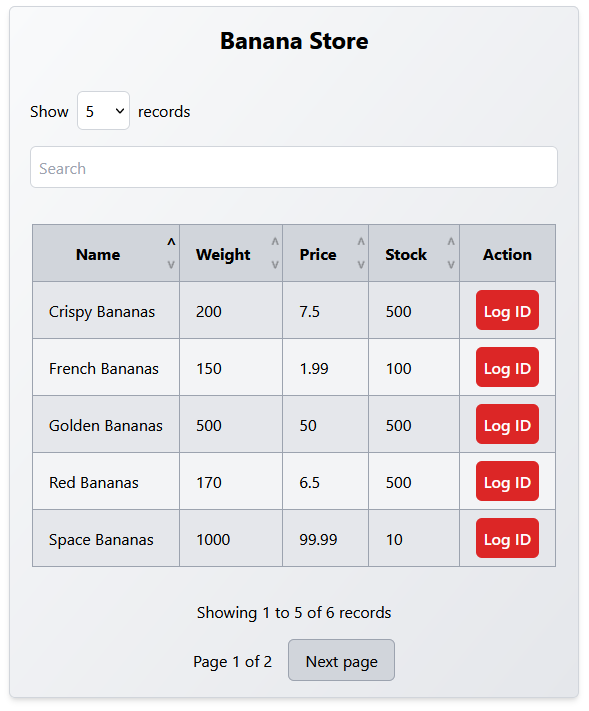 Banana Store
Show 5 records
Search
Name Weight Price Stock Action
Crispy Bananas 200 7.5 500 Log ID
French Bananas 150 1.99 100 Log ID
Golden Bananas 500 50 500 Log ID
Red Bananas 170 6.5 500 Log ID
Space Bananas 1000 99.99 10 Log ID
Showing 1 to 5 of 6 records
Page 1 of 2 Next page